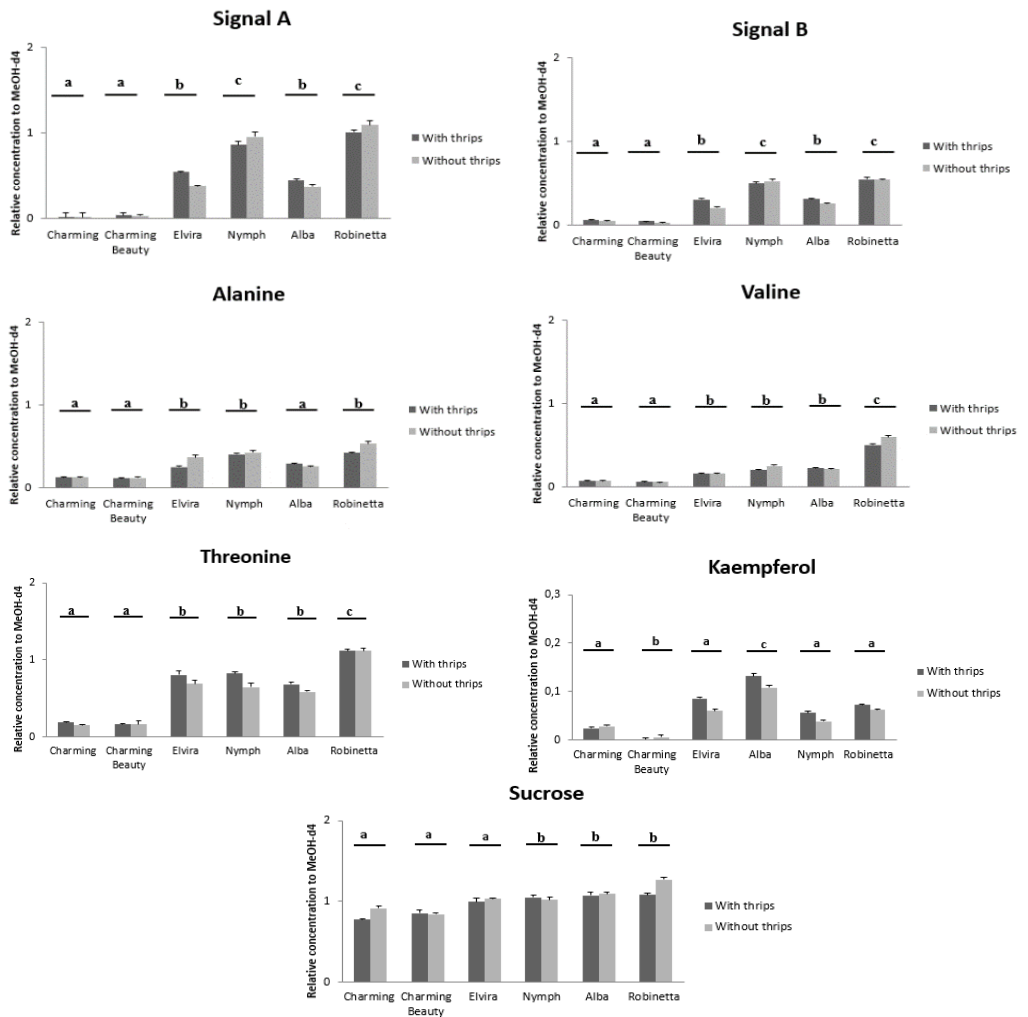 Signal A
Relative concentration to MeOH-d4
2
1
0
a a b c b c
With thrips
Without thrips
Charming Charming Beauty Elvira Nymph Alba Robinetta
Signal B
Relative concentration to MeOH-d4
2
1
0
a a b c b c
With thrips
Without thrips
Charming Charming Beauty Elvira Nymph Alba Robinetta
Alanine
Relative concentration to MeOH-d4
2
1
0
a a b b a b
With thrips
Without thrips
Charming Charming Beauty Elvira Nymph Alba Robinetta
Valine
Relative concentration to MeOH-d4
2
1
0
a a b b b c
With thrips
Without thrips
Charming Charming Beauty Elvira Nymph Alba Robinetta
Threonine
Relative concentration to MeOH-d4
2
1
0
a a b b b c
With thrips
Without thrips
Charming Charming Beauty Elvira Nymph Alba Robinetta
Kaempferol
Relative concentration to MeOH-d4
0,3
0,2
0,1
0
a b a c a a
With thrips
Without thrips
Charming Charming Beauty Elvira Alba Nymph Robinetta
Sucrose
Relative concentration to MeOH-d4
2
1
0
a a a b b b
With thrips
Without thrips
Charming Charming Beauty Elvira Nymph Alba Robinetta